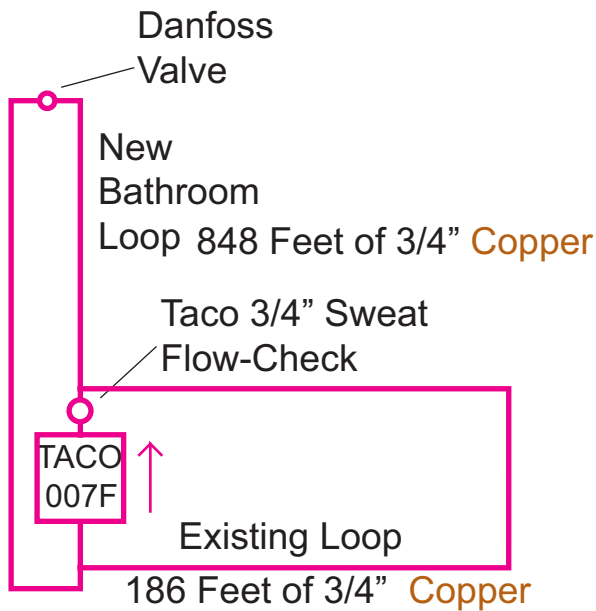 Danfoss
Valve
New
Bathroom
Loop 848 Feet of 3/4” Copper
Taco 3/4” Sweat
Flow-Check
TACO
007F
Existing Loop
186 Feet of 3/4” Copper